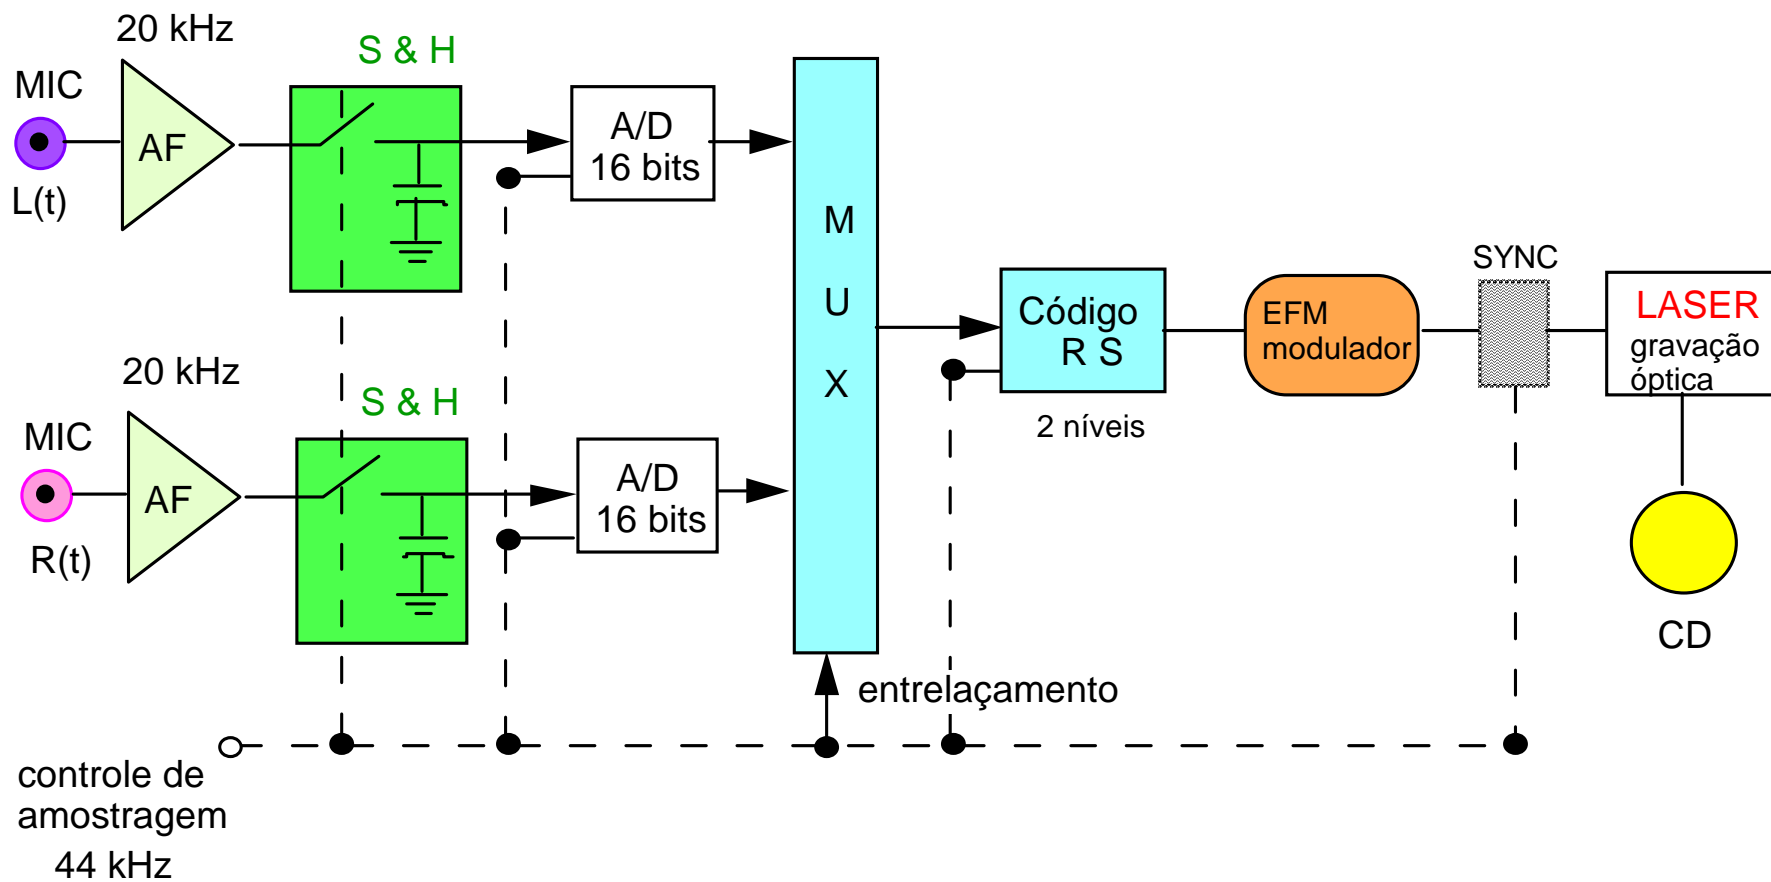 20 kHz
S & H
MIC
AF
L(t)
A/D
16 bits
M
U
X
SYNC
Código
R S
2 níveis
EFM
modulador
LASER
gravação
óptica
CD
20 kHz
S & H
MIC
AF
R(t)
A/D
16 bits
entrelaçamento
controle de
amostragem
44 kHz